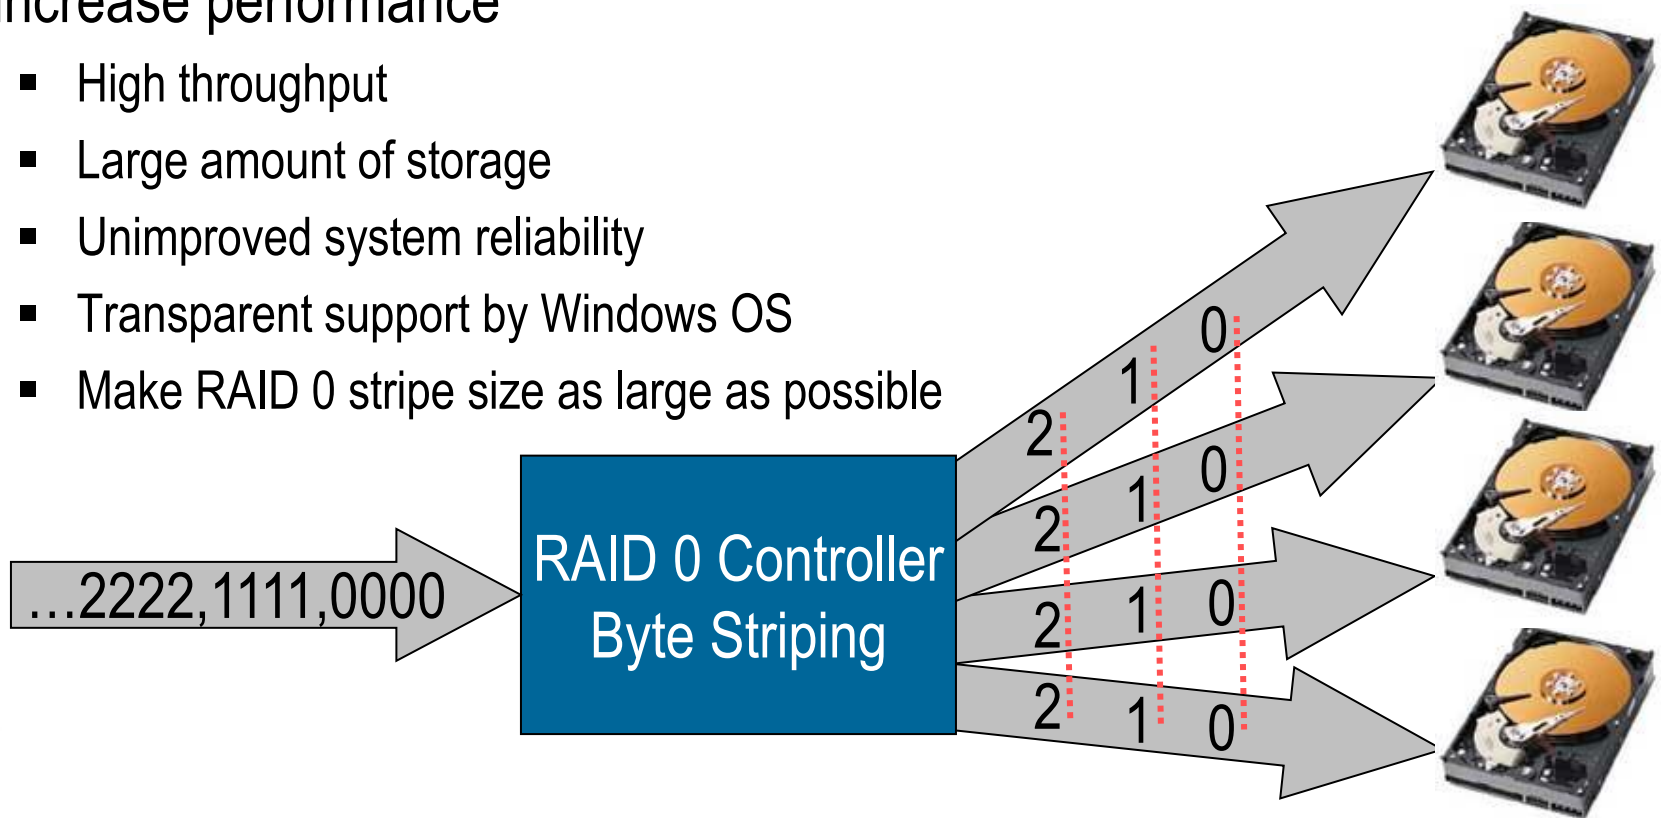 increase performance
▪ High throughput
▪ Large amount of storage
▪ Unimproved system reliability
▪ Transparent support by Windows OS
▪ Make RAID 0 stripe size as large as possible
…2222,1111,0000
RAID 0 Controller
Byte Striping
2 1 0
2 1 0
2 1 0
2 1 0